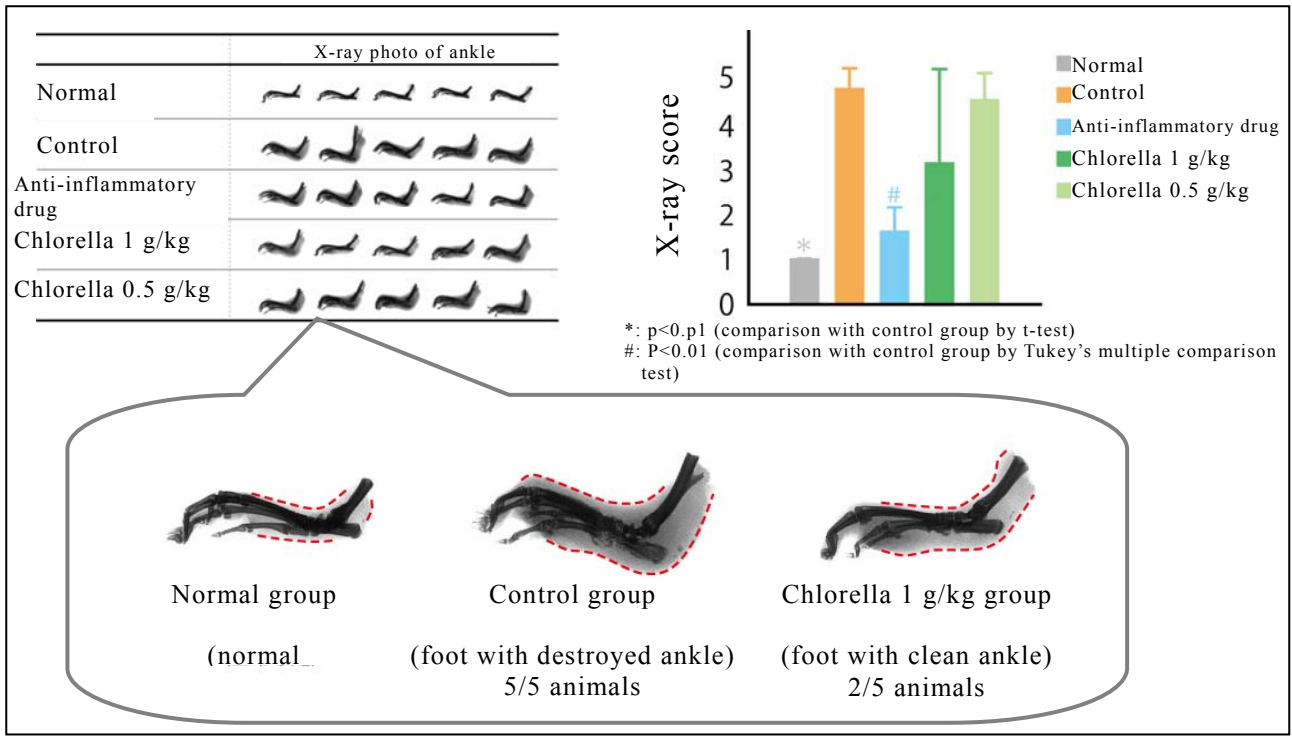 X-ray photo of ankle
Normal
Control
Anti-inflammatory
drug
Chlorella 1 g/kg
Chlorella 0.5 g/kg
X-ray score
5
4
3
2
1
0
*
#
Normal
Control
Anti-inflammatory drug
Chlorella 1 g/kg
Chlorella 0.5 g/kg
*: p<0.p1 (comparison with control group by t-test)
#: P<0.01 (comparison with control group by Tukey's multiple comparison
test)
Normal group
(normal
Control group
(foot with destroyed ankle)
5/5 animals
Chlorella 1 g/kg group
(foot with clean ankle)
2/5 animals